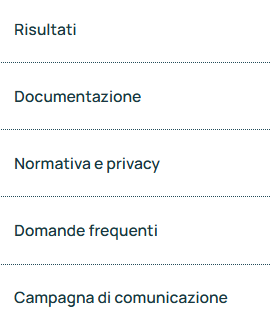 Risultati
Documentazione
Normativa e privacy
Domande frequenti
Campagna di comunicazione